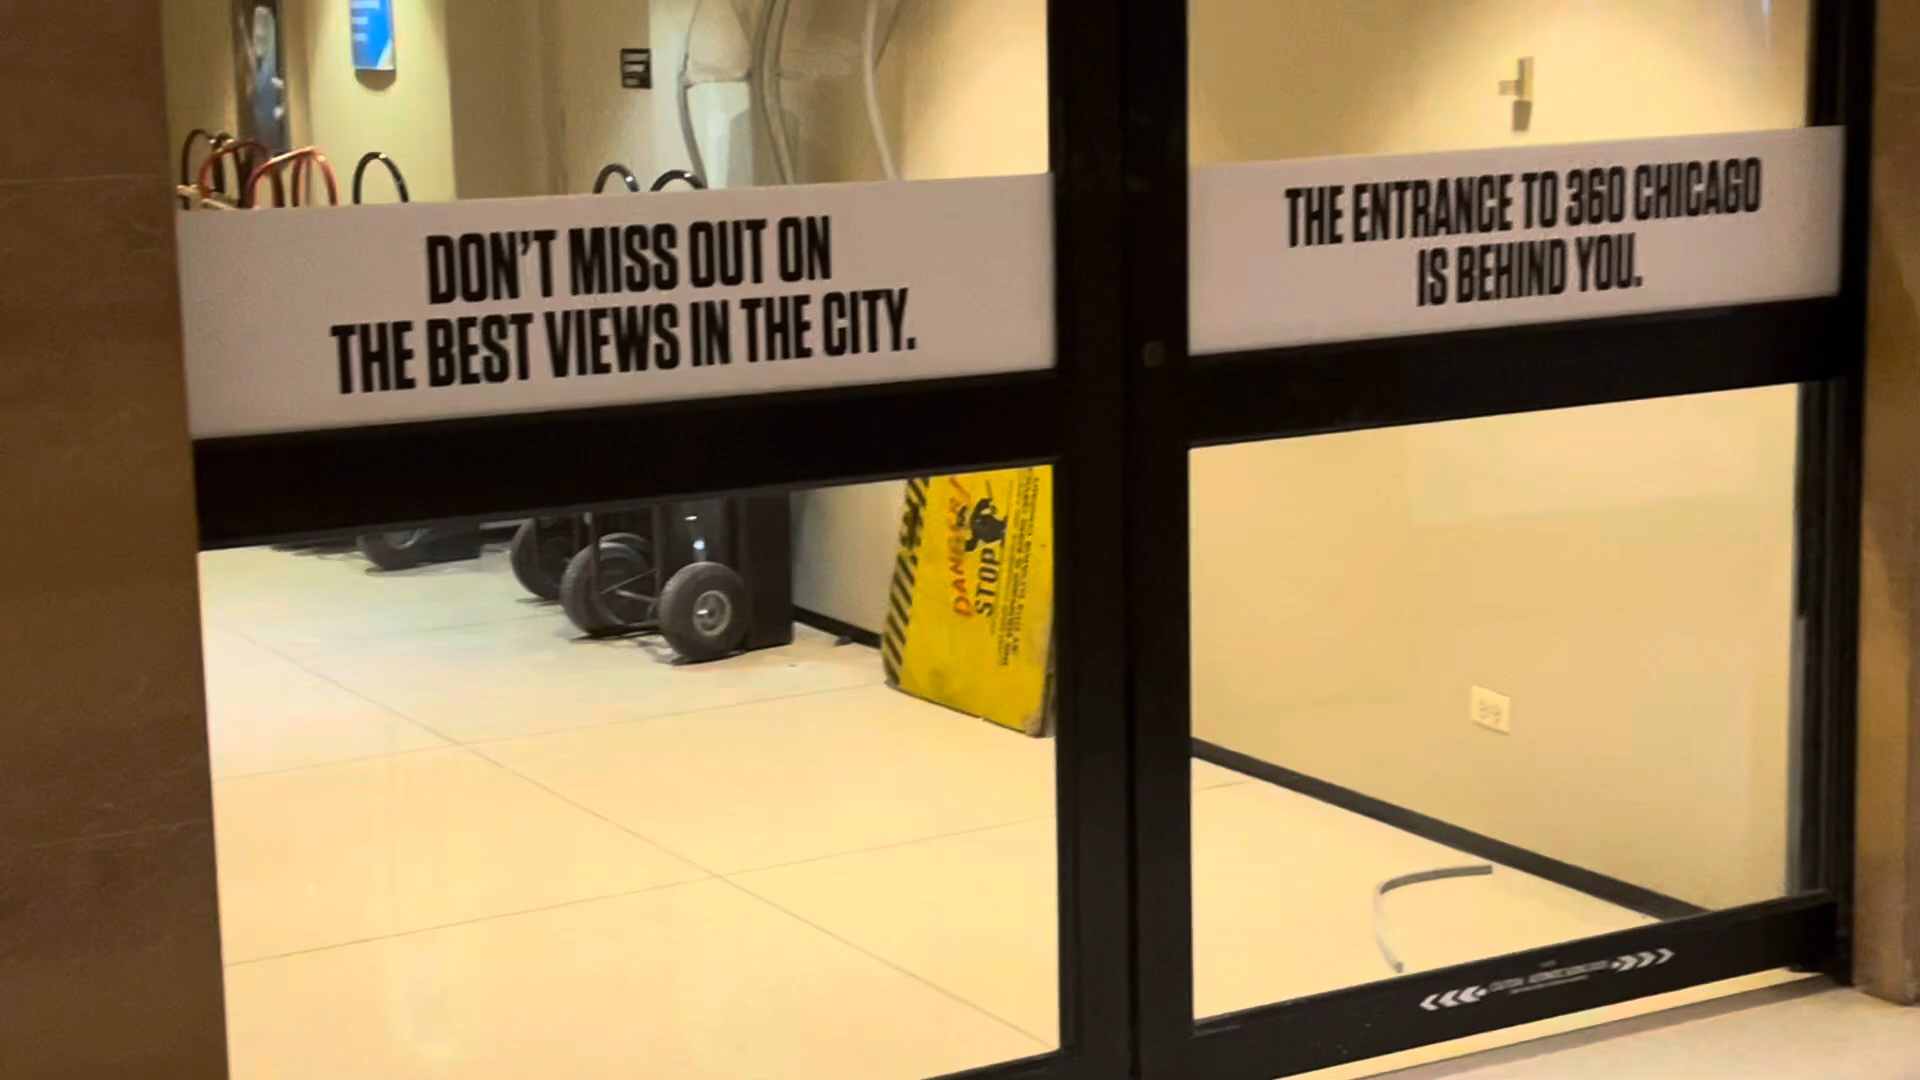 DON'T MISS OUT ON
THE BEST VIEWS IN THE CITY.
THE ENTRANCE TO 360 CHICAGO
IS BEHIND YOU.
DANGER!
STOP